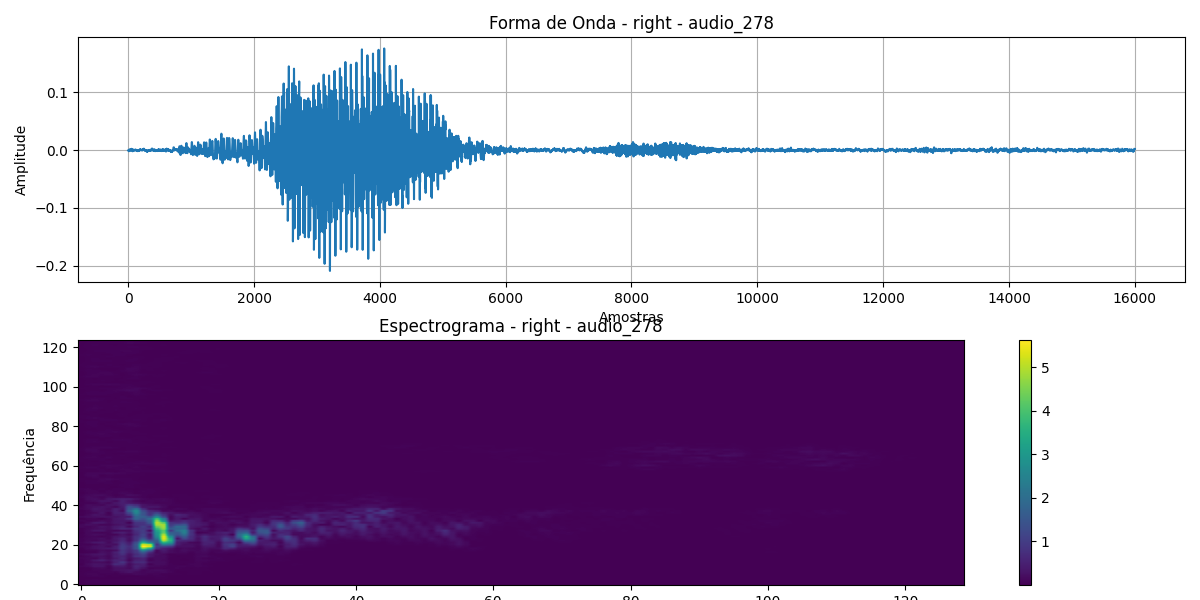 Forma de Onda - right - audio_278
Amplitude
0.1
0.0
−0.1
−0.2
0 2000 4000 6000 8000 10000 12000 14000 16000
Amostras
Espectrograma - right - audio_278
Frequência
120
100
80
60
40
20
0
0 20 40 60 80 100 120
5
4
3
2
1